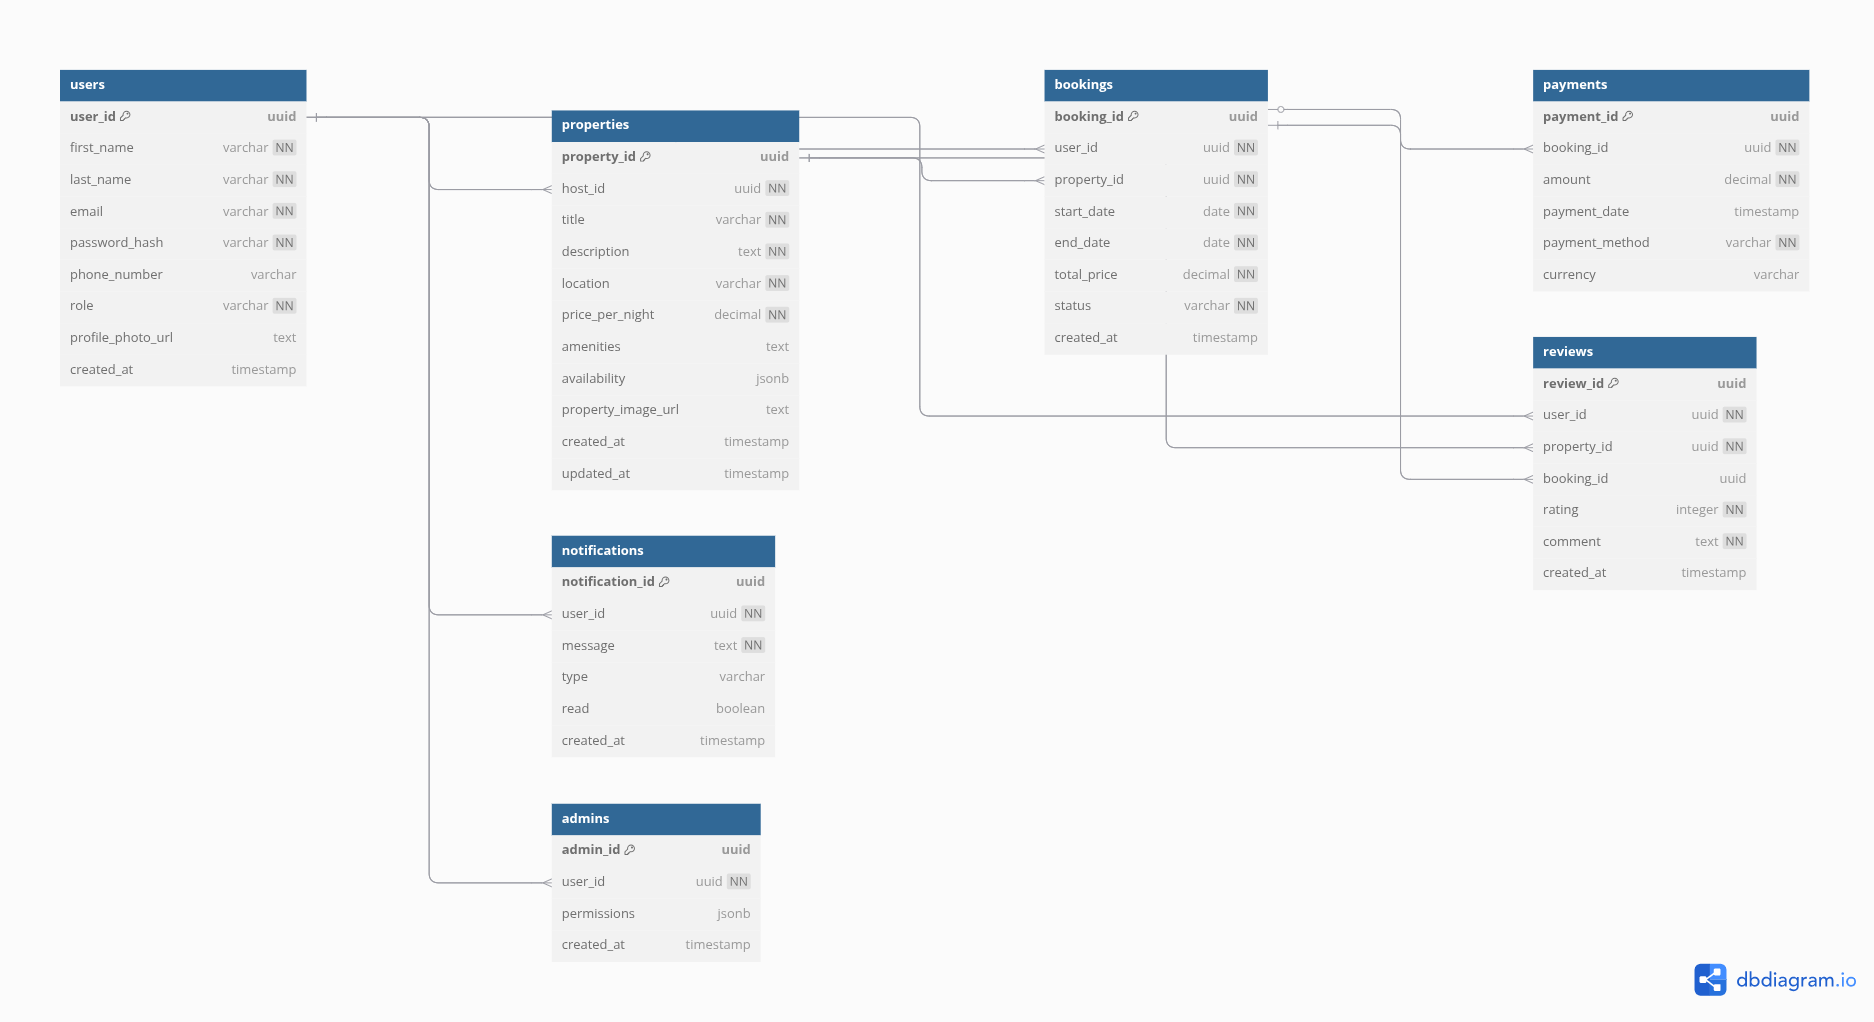 users
user_id uuid
first_name varchar NN
last_name varchar NN
email varchar NN
password_hash varchar NN
phone_number varchar
role varchar NN
profile_photo_url text
created_at timestamp
properties
property_id uuid
host_id uuid NN
title varchar NN
description text NN
location varchar NN
price_per_night decimal NN
amenities text
availability jsonb
property_image_url text
created_at timestamp
updated_at timestamp
notifications
notification_id uuid
user_id uuid NN
message text NN
type varchar
read boolean
created_at timestamp
admins
admin_id uuid
user_id uuid NN
permissions jsonb
created_at timestamp
bookings
booking_id uuid
user_id uuid NN
property_id uuid NN
start_date date NN
end_date date NN
total_price decimal NN
status varchar NN
created_at timestamp
payments
payment_id uuid
booking_id uuid NN
amount decimal NN
payment_date timestamp
payment_method varchar NN
currency varchar
reviews
review_id uuid
user_id uuid NN
property_id uuid NN
booking_id uuid
rating integer NN
comment text NN
created_at timestamp
dbdiagram.io